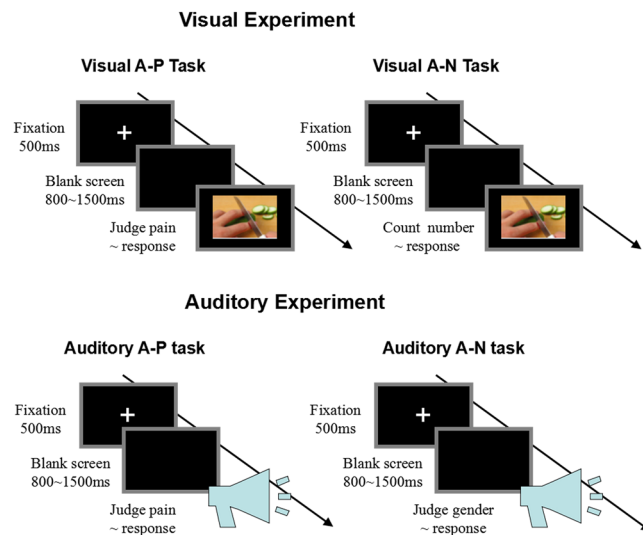 Visual Experiment
Visual A-P Task
Fixation
500ms
Blank screen
800~1500ms
Judge pain
~ response
Visual A-N Task
Fixation
500ms
Blank screen
800~1500ms
Count number
~ response
Auditory Experiment
Auditory A-P task
Fixation
500ms
Blank screen
800~1500ms
Judge pain
~ response
Auditory A-N task
Fixation
500ms
Blank screen
800~1500ms
Judge gender
~ response